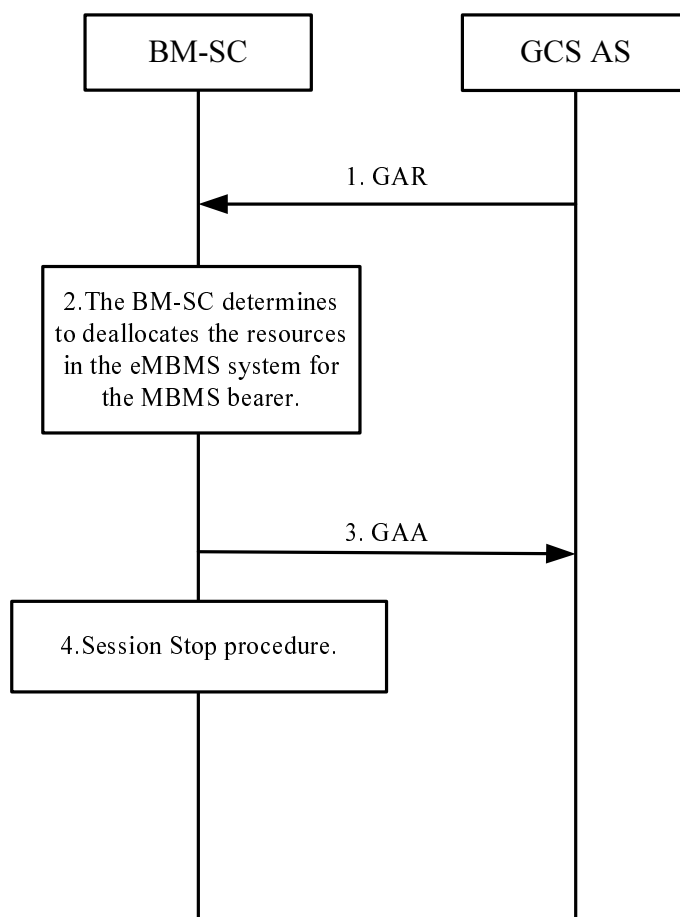 BM-SC
GCS AS
1. GAR
2.The BM-SC determines
to deallocates the resources
in the eMBMS system for
the MBMS bearer.
3. GAA
4.Session Stop procedure.